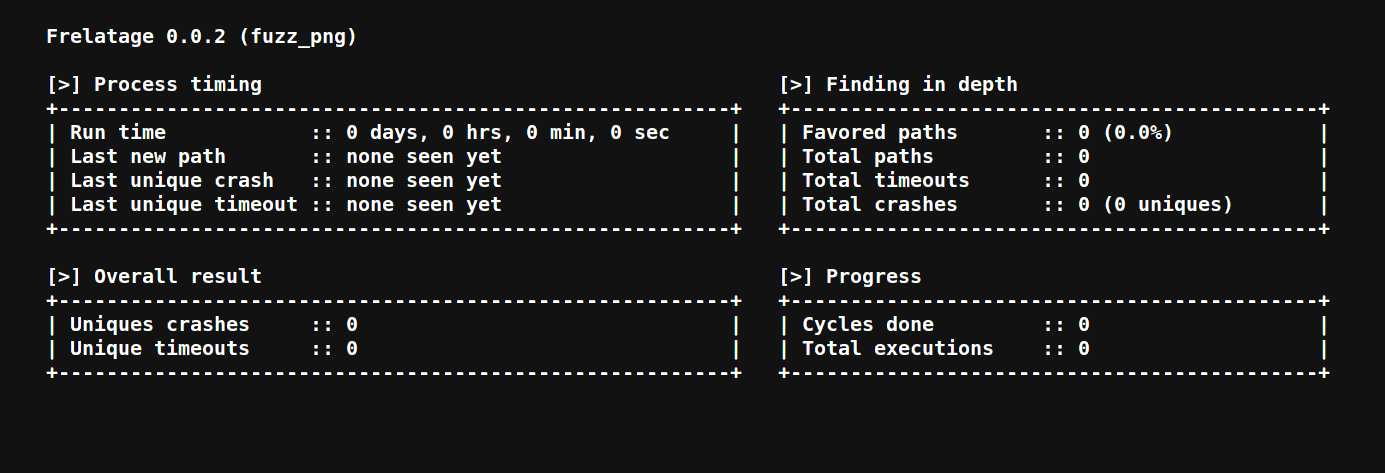 Frelatage 0.0.2 (fuzz_png)
[>] Process timing
+--------------------------------------------------------+
| Run time            :: 0 days, 0 hrs, 0 min, 0 sec     |
| Last new path       :: none seen yet                   |
| Last unique crash   :: none seen yet                   |
| Last unique timeout :: none seen yet                   |
+--------------------------------------------------------+
[>] Finding in depth
+--------------------------------------------+
| Favored paths       :: 0 (0.0%)            |
| Total paths         :: 0                   |
| Total timeouts      :: 0                   |
| Total crashes       :: 0 (0 uniques)       |
+--------------------------------------------+
[>] Overall result
+--------------------------------------------------------+
| Uniques crashes     :: 0                               |
| Unique timeouts     :: 0                               |
+--------------------------------------------------------+
[>] Progress
+--------------------------------------------+
| Cycles done         :: 0                   |
| Total executions    :: 0                   |
+--------------------------------------------+